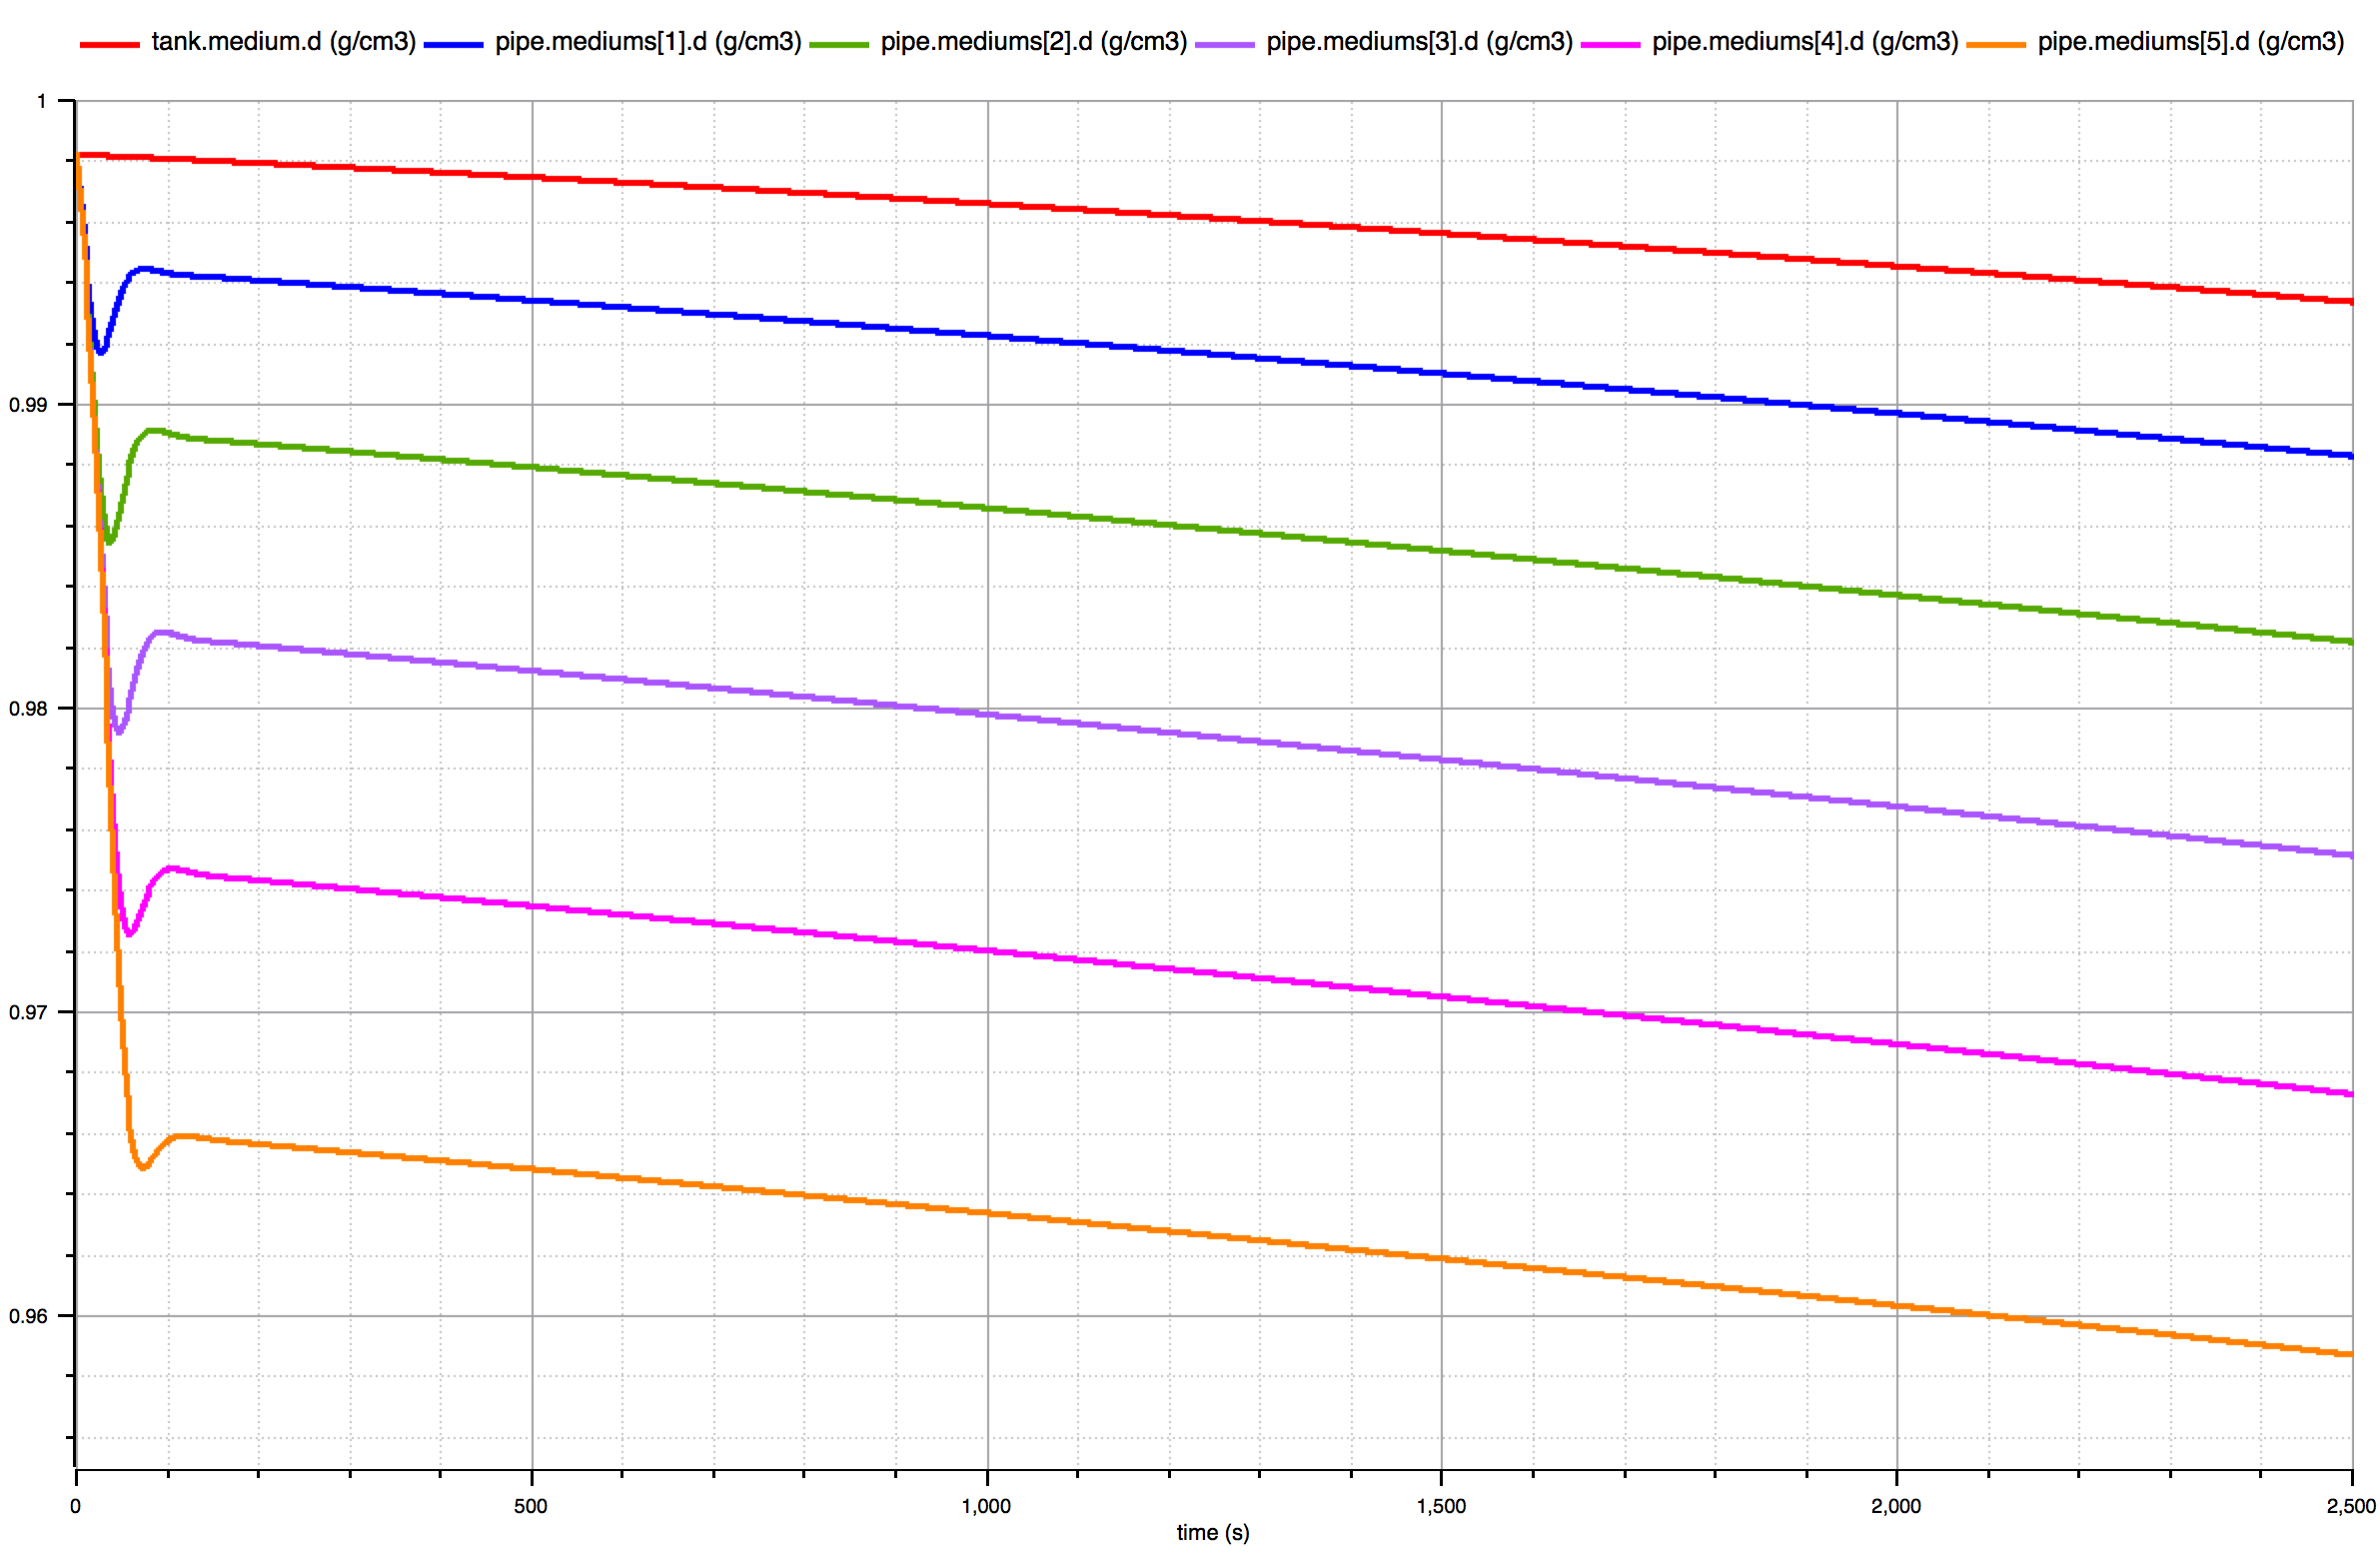 tank.medium.d (g/cm3) pipe.mediums[1].d (g/cm3) pipe.mediums[2].d (g/cm3) pipe.mediums[3].d (g/cm3) pipe.mediums[4].d (g/cm3) pipe.mediums[5].d (g/cm3)
1
0.99
0.98
0.97
0.96
0 500 1,000 1,500 2,000 2,500
time (s)